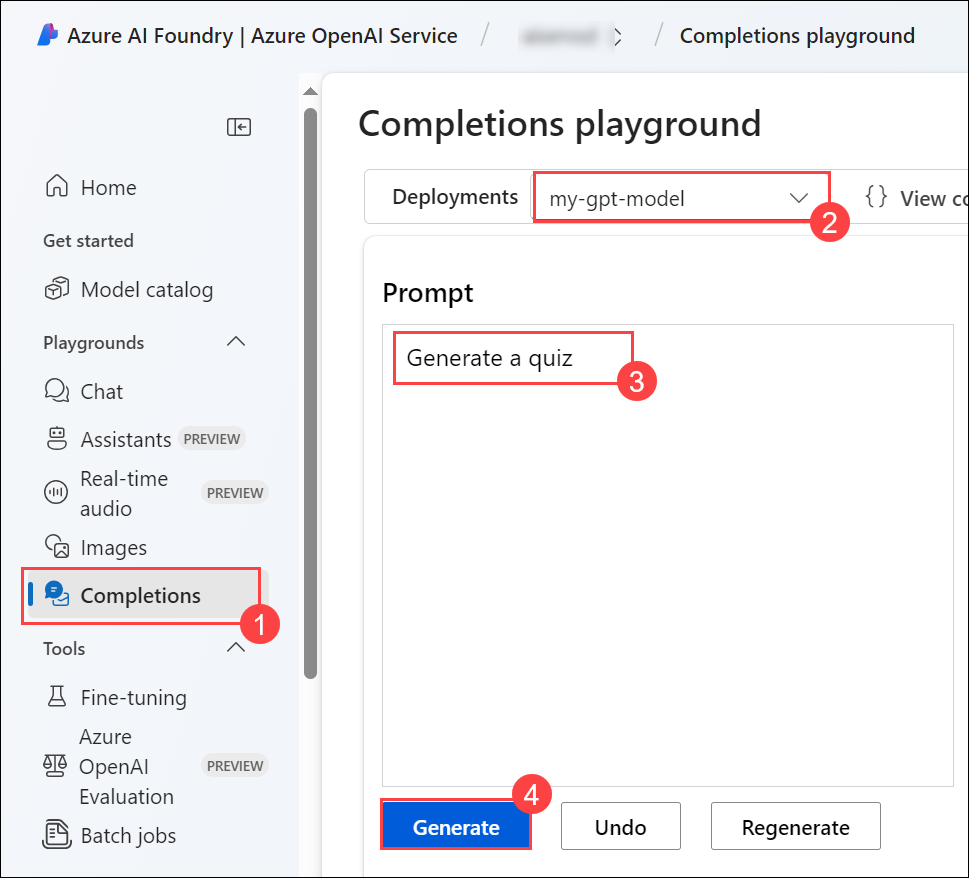 Azure AI Foundry | Azure OpenAI Service / / Completions playground
Home
Get started
Model catalog
Playgrounds
Chat
Assistants PREVIEW
Real-time
audio PREVIEW
Images
Completions
1
Tools
Fine-tuning
Azure
OpenAI PREVIEW
Evaluation
Batch jobs
Completions playground
Deployments my-gpt-model {} View
2
Prompt
Generate a quiz
3
4
Generate Undo Regenerate